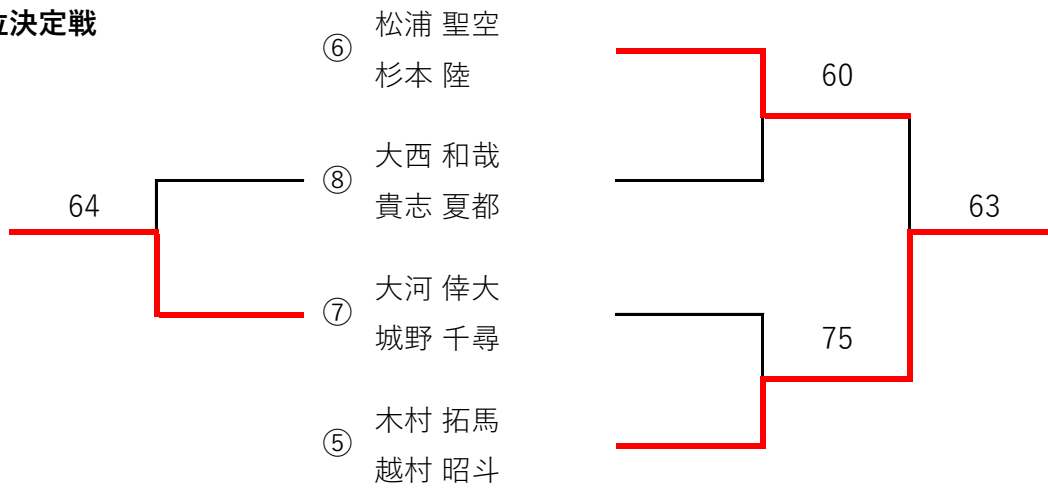 位決定戦
⑥ 松浦 聖空
杉本 陸
60
⑧ 大西 和哉
貴志 夏都
64
63
⑦ 大河 倖大
城野 千尋
75
⑤ 木村 拓馬
越村 昭斗